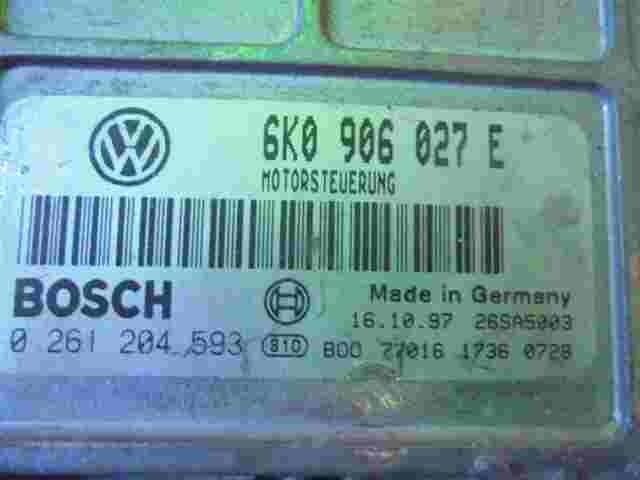 6K0 906 027 E
MOTORSTEUERUNG
BOSCH
Made in Germany
16.10.97 26SA5003
0 261 204 593 810 B00 77016 1736 0728